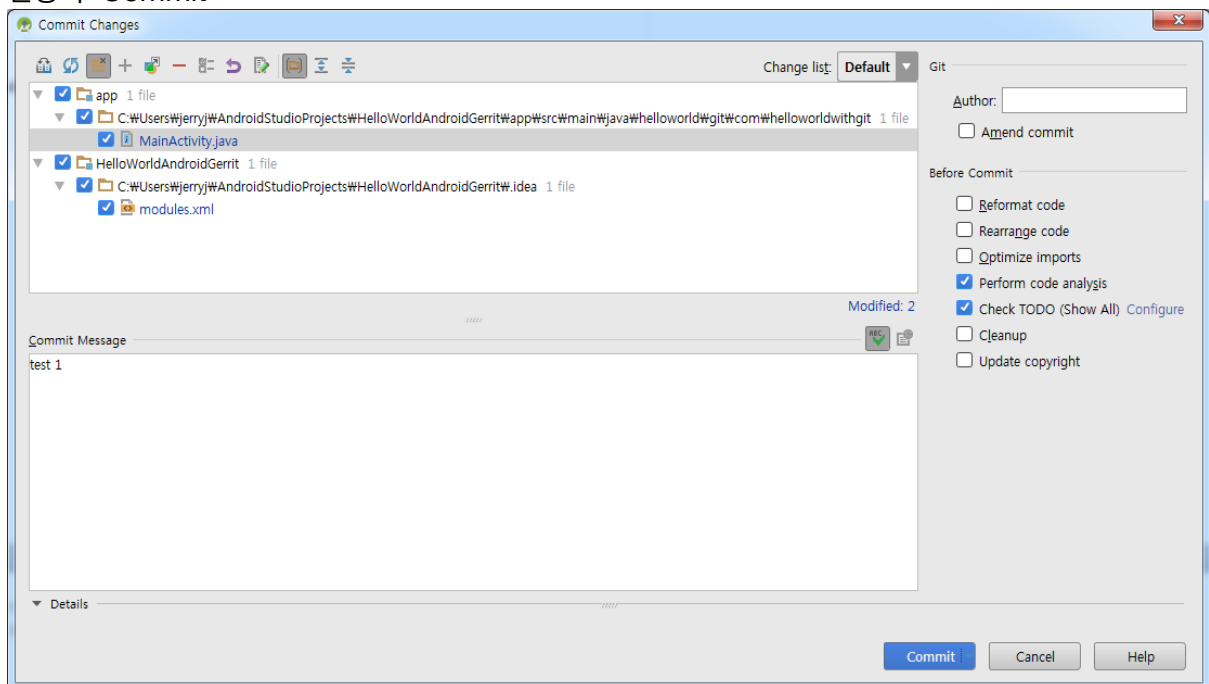 Commit
Commit Changes
Change list: Default
app 1 file
C:₩Users₩jerryj₩AndroidStudioProjects₩HelloWorldAndroidGerrit₩app₩src₩main₩java₩helloworld₩git₩com₩helloworldwithgit 1 file
MainActivity.java
HelloWorldAndroidGerrit 1 file
C:₩Users₩jerryj₩AndroidStudioProjects₩HelloWorldAndroidGerrit₩.idea 1 file
modules.xml
Modified: 2
Commit Message
ABC
test 1
Details
Git
Author:
Amend commit
Before Commit
Reformat code
Rearrange code
Optimize imports
Perform code analysis
Check TODO (Show All) Configure
Cleanup
Update copyright
Commit
Cancel
Help